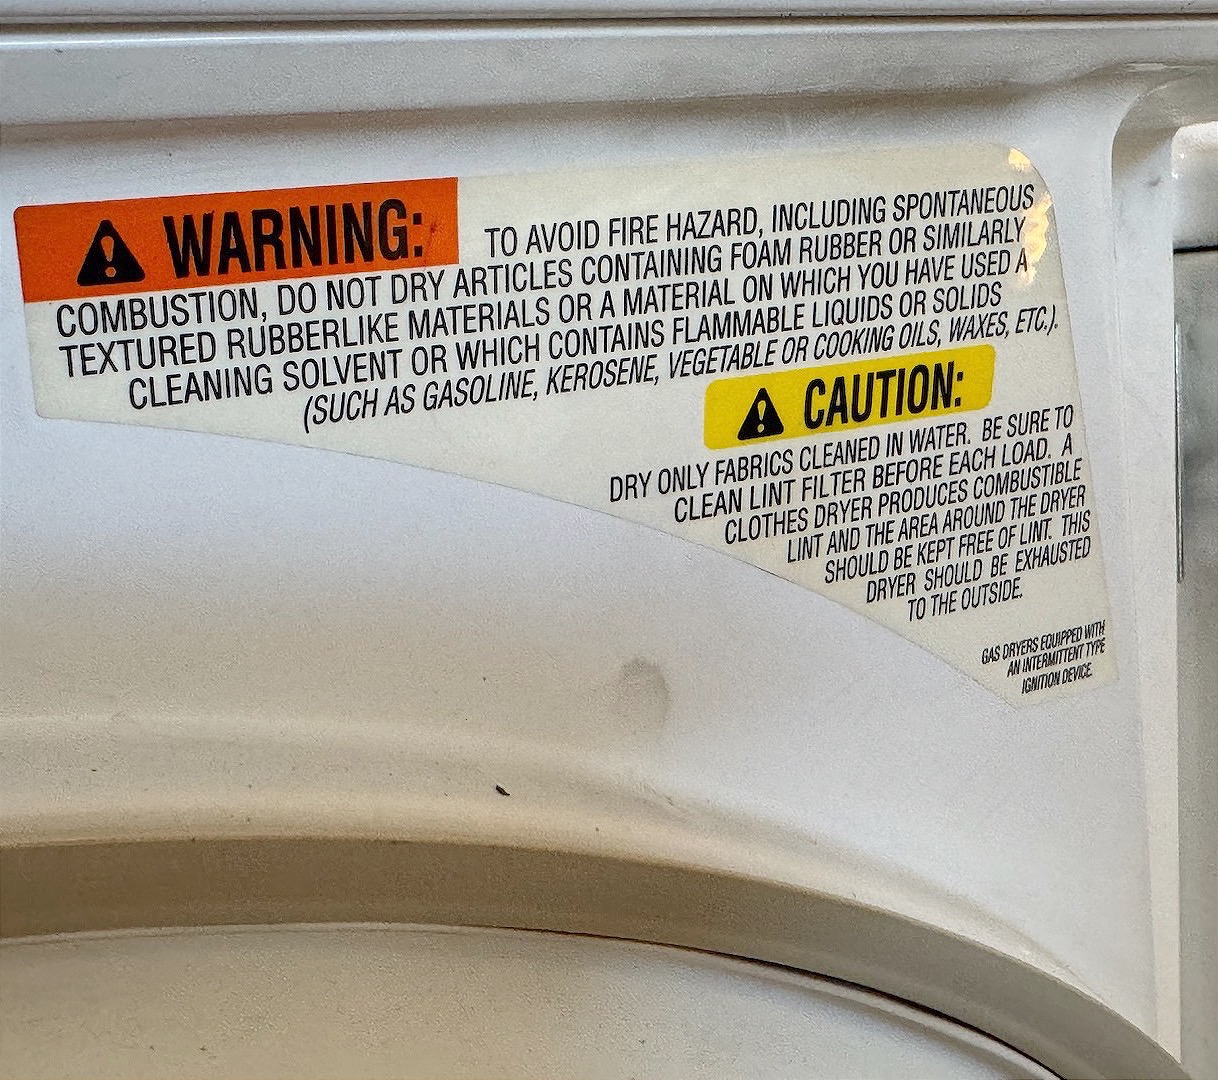 WARNING: TO AVOID FIRE HAZARD, INCLUDING SPONTANEOUS
COMBUSTION, DO NOT DRY ARTICLES CONTAINING FOAM RUBBER OR SIMILARLY
TEXTURED RUBBERLIKE MATERIALS OR A MATERIAL ON WHICH YOU HAVE USED A
CLEANING SOLVENT OR WHICH CONTAINS FLAMMABLE LIQUIDS OR SOLIDS
(SUCH AS GASOLINE, KEROSENE, VEGETABLE OR COOKING OILS, WAXES, ETC.).
CAUTION:
DRY ONLY FABRICS CLEANED IN WATER. BE SURE TO
CLEAN LINT FILTER BEFORE EACH LOAD. A
CLOTHES DRYER PRODUCES COMBUSTIBLE
LINT AND THE AREA AROUND THE DRYER
SHOULD BE KEPT FREE OF LINT. THIS
DRYER SHOULD BE EXHAUSTED
TO THE OUTSIDE.
GAS DRYERS EQUIPPED WITH
AN INTERMITTENT TYPE
IGNITION DEVICE.